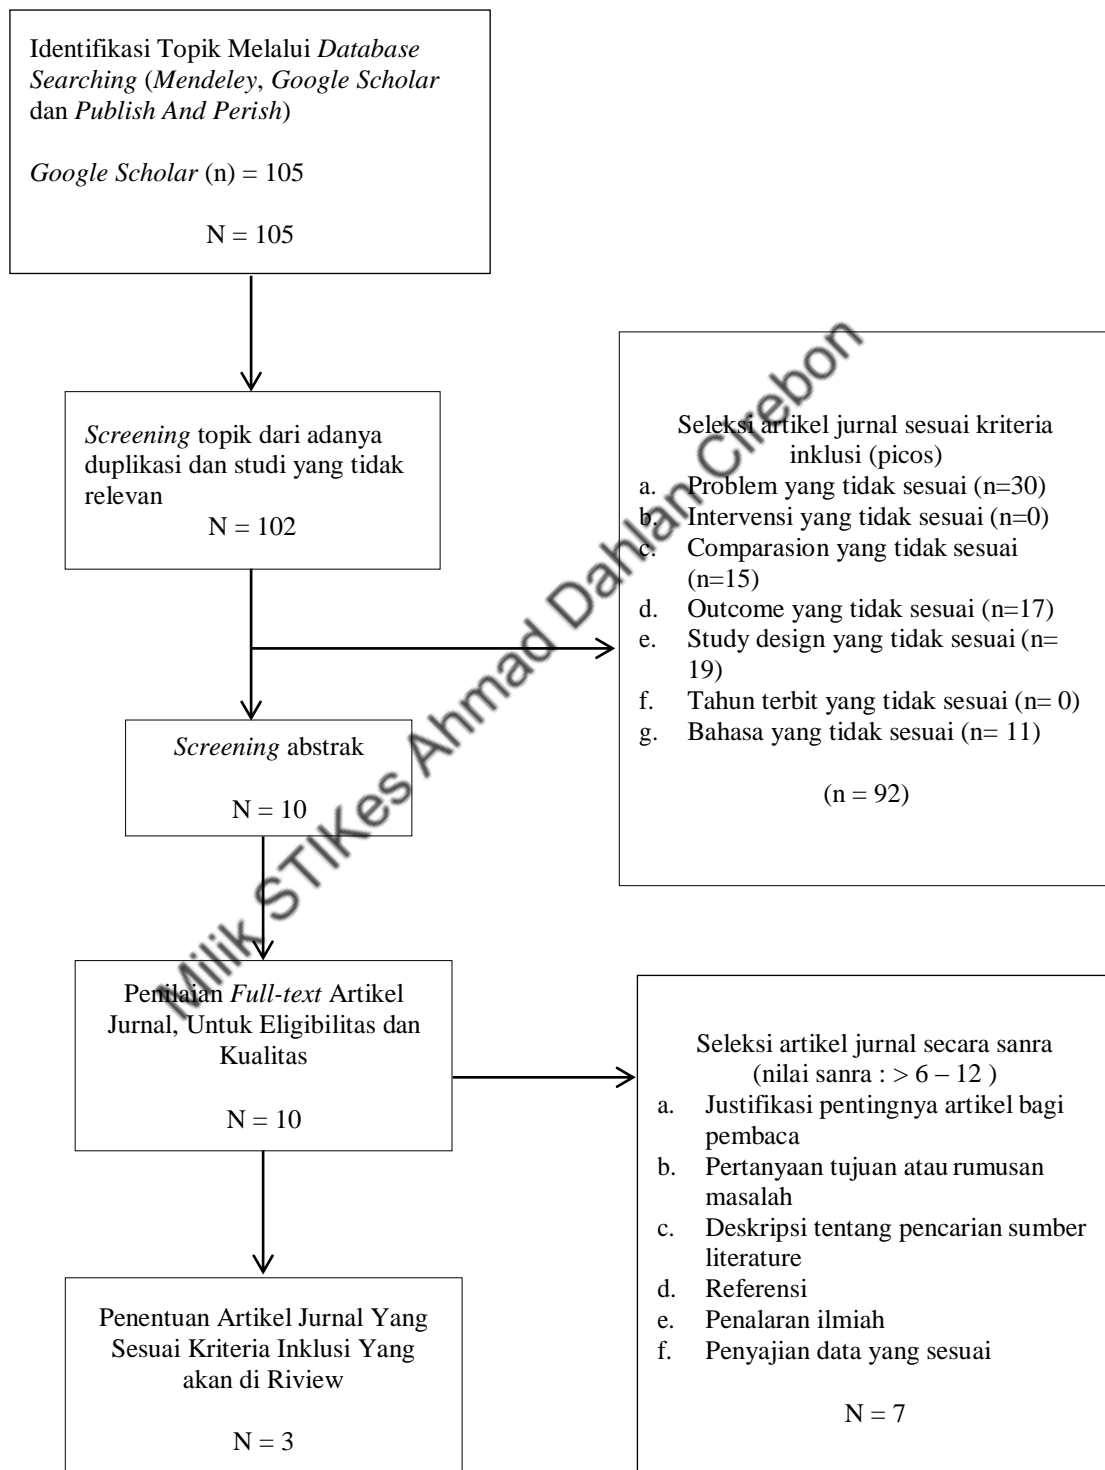 Identifikasi Topik Melalui Database
Searching (Mendeley, Google Scholar
dan Publish And Perish)
Google Scholar (n) = 105
N = 105
Screening topik dari adanya
duplikasi dan studi yang tidak
relevan
N = 102
Seleksi artikel jurnal sesuai kriteria
inklusi (picos)
a. Problem yang tidak sesuai (n=30)
b. Intervensi yang tidak sesuai (n=0)
c. Comparasion yang tidak sesuai
(n=15)
d. Outcome yang tidak sesuai (n=17)
e. Study design yang tidak sesuai (n=
19)
f. Tahun terbit yang tidak sesuai (n= 0)
g. Bahasa yang tidak sesuai (n= 11)
(n = 92)
Screening abstrak
N = 10
Penilaian Full-text Artikel
Jurnal, Untuk Eligibilitas dan
Kualitas
N = 10
Seleksi artikel jurnal secara sanra
(nilai sanra : > 6 – 12 )
a. Justifikasi pentingnya artikel bagi
pembaca
b. Pertanyaan tujuan atau rumusan
masalah
c. Deskripsi tentang pencarian sumber
literature
d. Referensi
e. Penalaran ilmiah
f. Penyajian data yang sesuai
N = 7
Penentuan Artikel Jurnal Yang
Sesuai Kriteria Inklusi Yang
akan di Riview
N = 3
Milik STIKes Ahmad Dahlan Cirebon